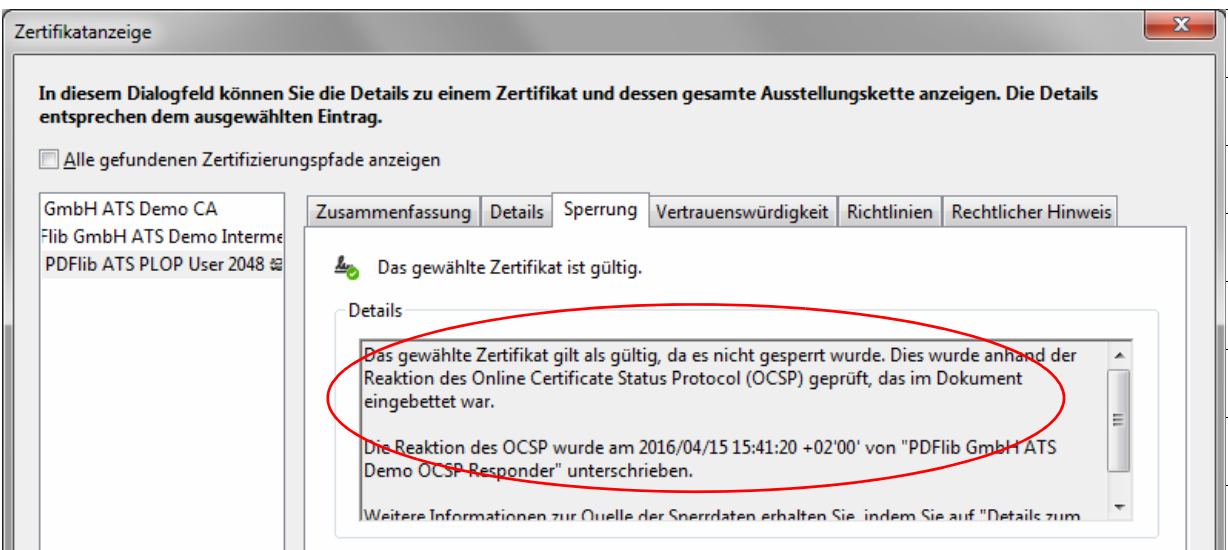 Zertifikatanzeige
In diesem Dialogfeld können Sie die Details zu einem Zertifikat und dessen gesamte Ausstellungskette anzeigen. Die Details
entsprechen dem ausgewählten Eintrag.
Alle gefundenen Zertifizierungspfade anzeigen
GmbH ATS Demo CA
Flib GmbH ATS Demo Interme
PDFlib ATS PLOP User 2048
Zusammenfassung Details Sperrung Vertrauenswürdigkeit Richtlinien Rechtlicher Hinweis
Das gewählte Zertifikat ist gültig.
Details
Das gewählte Zertifikat gilt als gültig, da es nicht gesperrt wurde. Dies wurde anhand der
Reaktion des Online Certificate Status Protocol (OCSP) geprüft, das im Dokument
eingebettet war.
Die Reaktion des OCSP wurde am 2016/04/15 15:41:20 +02'00' von "PDFlib GmbH ATS
Demo OCSP Responder" unterschrieben.
Weitere Informationen zur Quelle der Sperrdaten erhalten Sie, indem Sie auf "Details zum